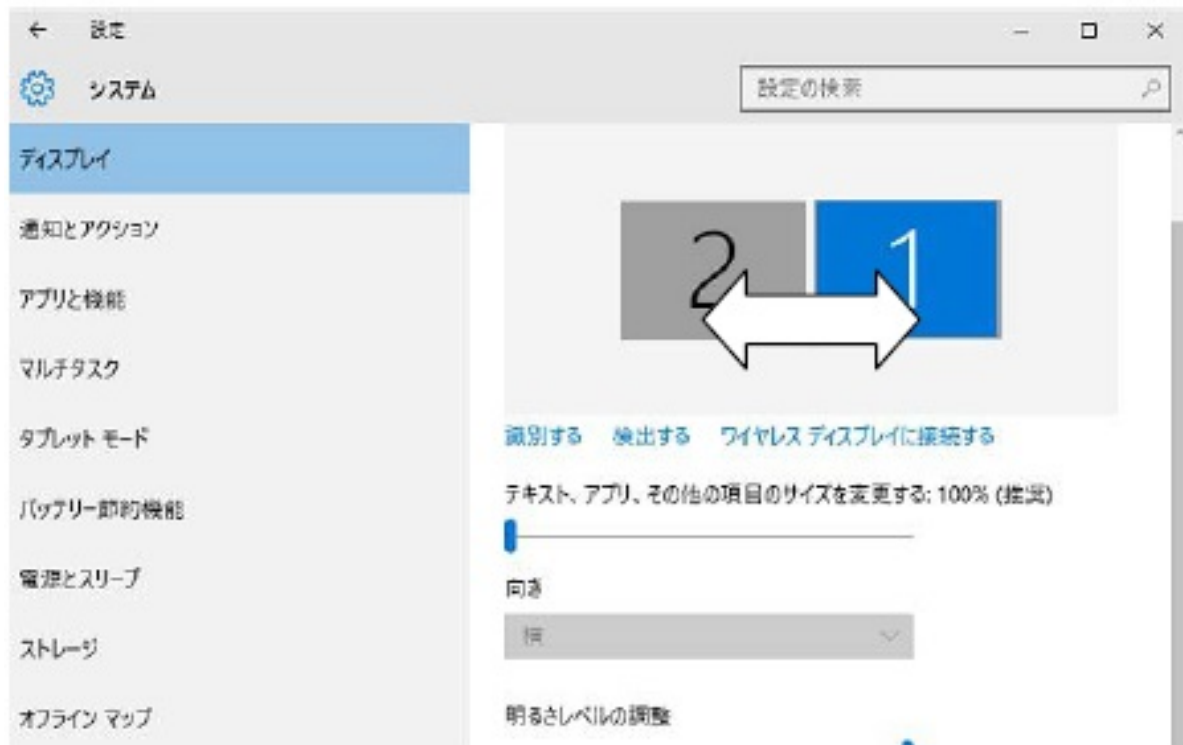 設定
システム
設定の検索
ディスプレイ
通知とアクション
アプリと機能
マルチタスク
タブレット モード
バッテリー節約機能
電源とスリープ
ストレージ
オフライン マップ
2 1
識別する 検出する ワイヤレス ディスプレイに接続する
テキスト、アプリ、その他の項目のサイズを変更する: 100% (推奨)
向き
横
明るさレベルの調整